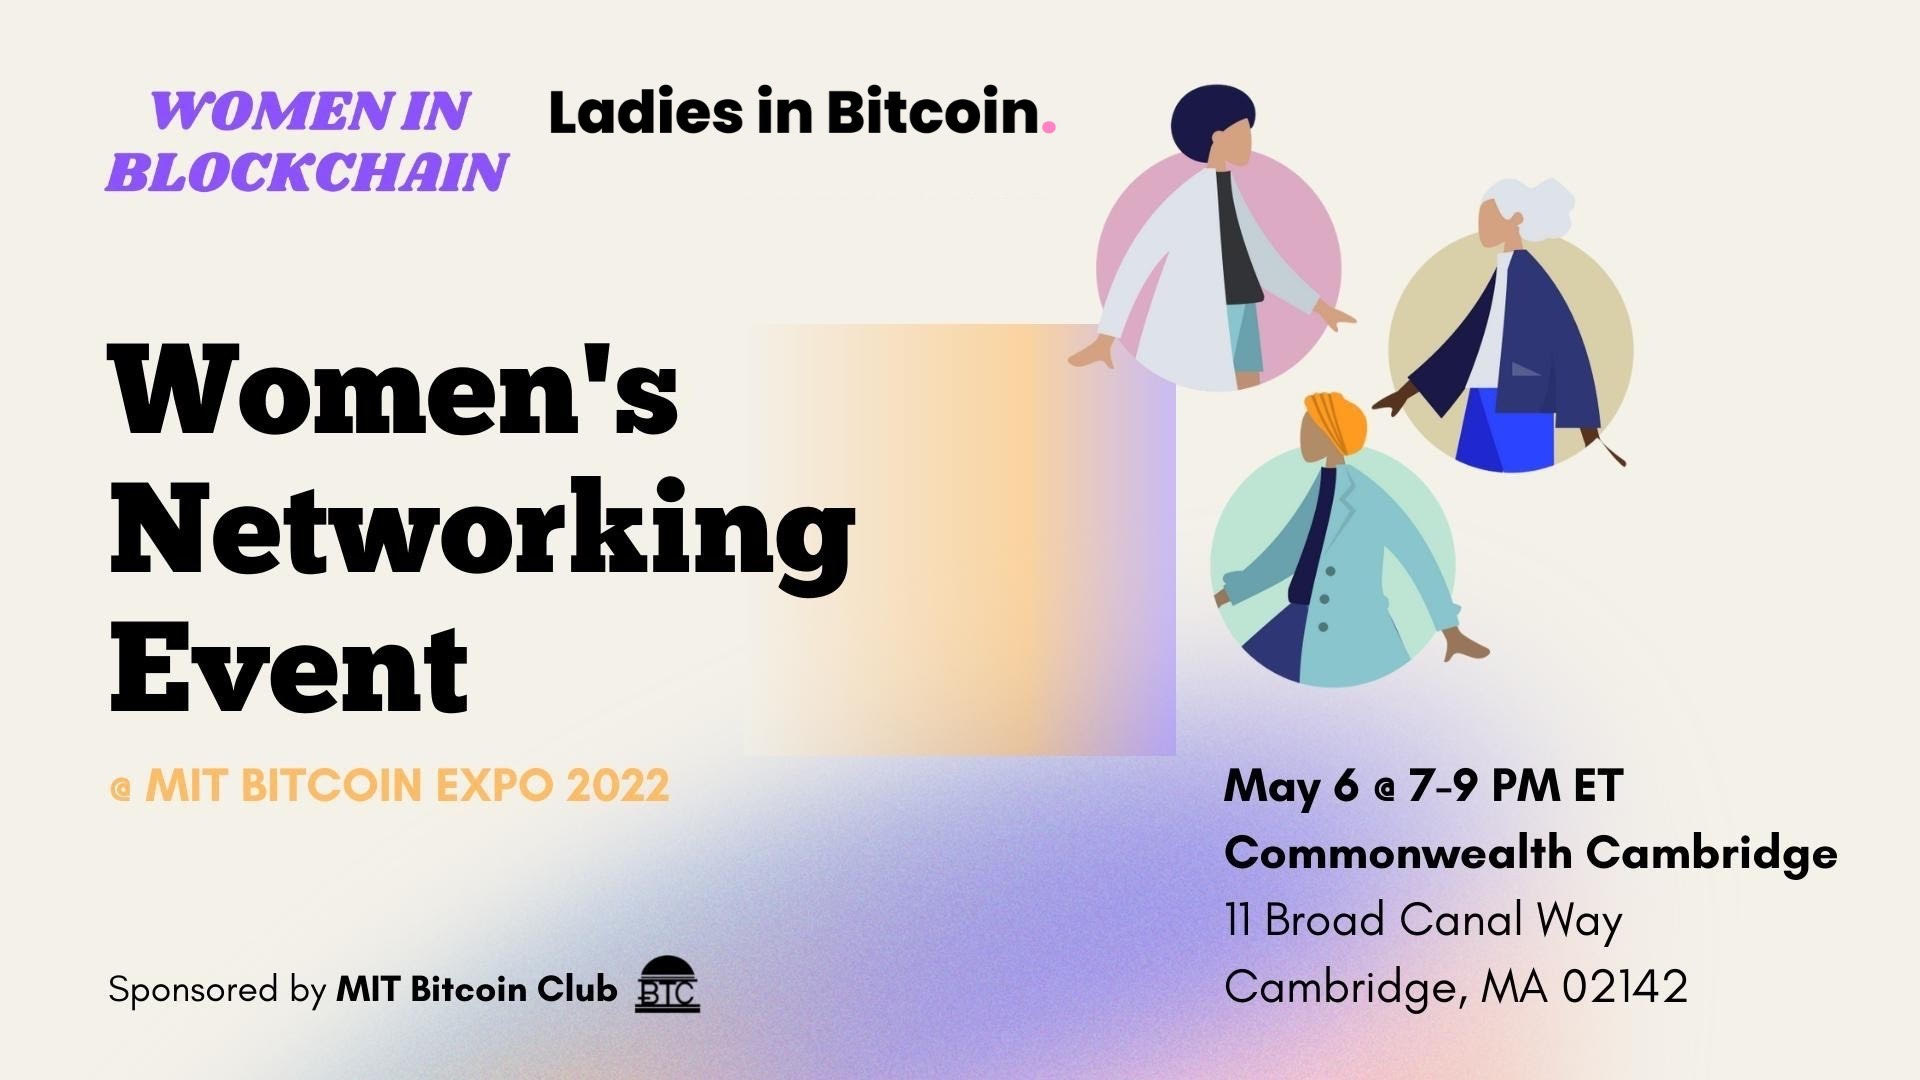 WOMEN IN
BLOCKCHAIN
Ladies in Bitcoin.
Women's
Networking
Event
@ MIT BITCOIN EXPO 2022
May 6 @ 7-9 PM ET
Commonwealth Cambridge
11 Broad Canal Way
Cambridge, MA 02142
Sponsored by MIT Bitcoin Club
BTC